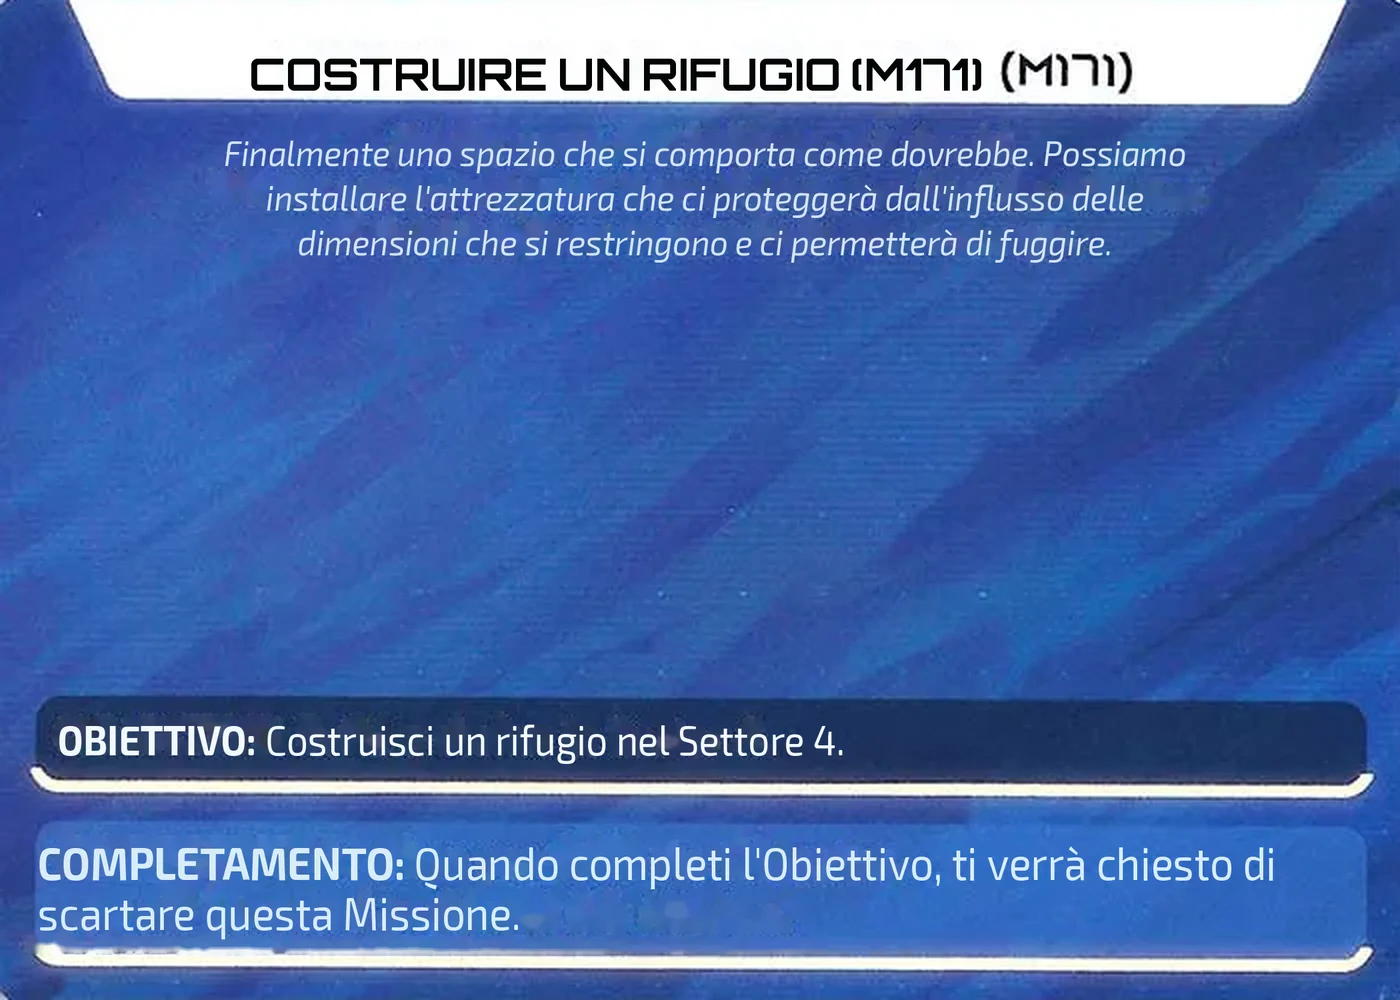 COSTRUIRE UN RIFUGIO (M171) (M171)
Finalmente uno spazio che si comporta come dovrebbe. Possiamo
installare l'attrezzatura che ci proteggerà dall'influsso delle
dimensioni che si restringono e ci permetterà di fuggire.
OBIETTIVO: Costruisci un rifugio nel Settore 4.
COMPLETAMENTO: Quando completi l'Obiettivo, ti verrà chiesto di
scartare questa Missione.